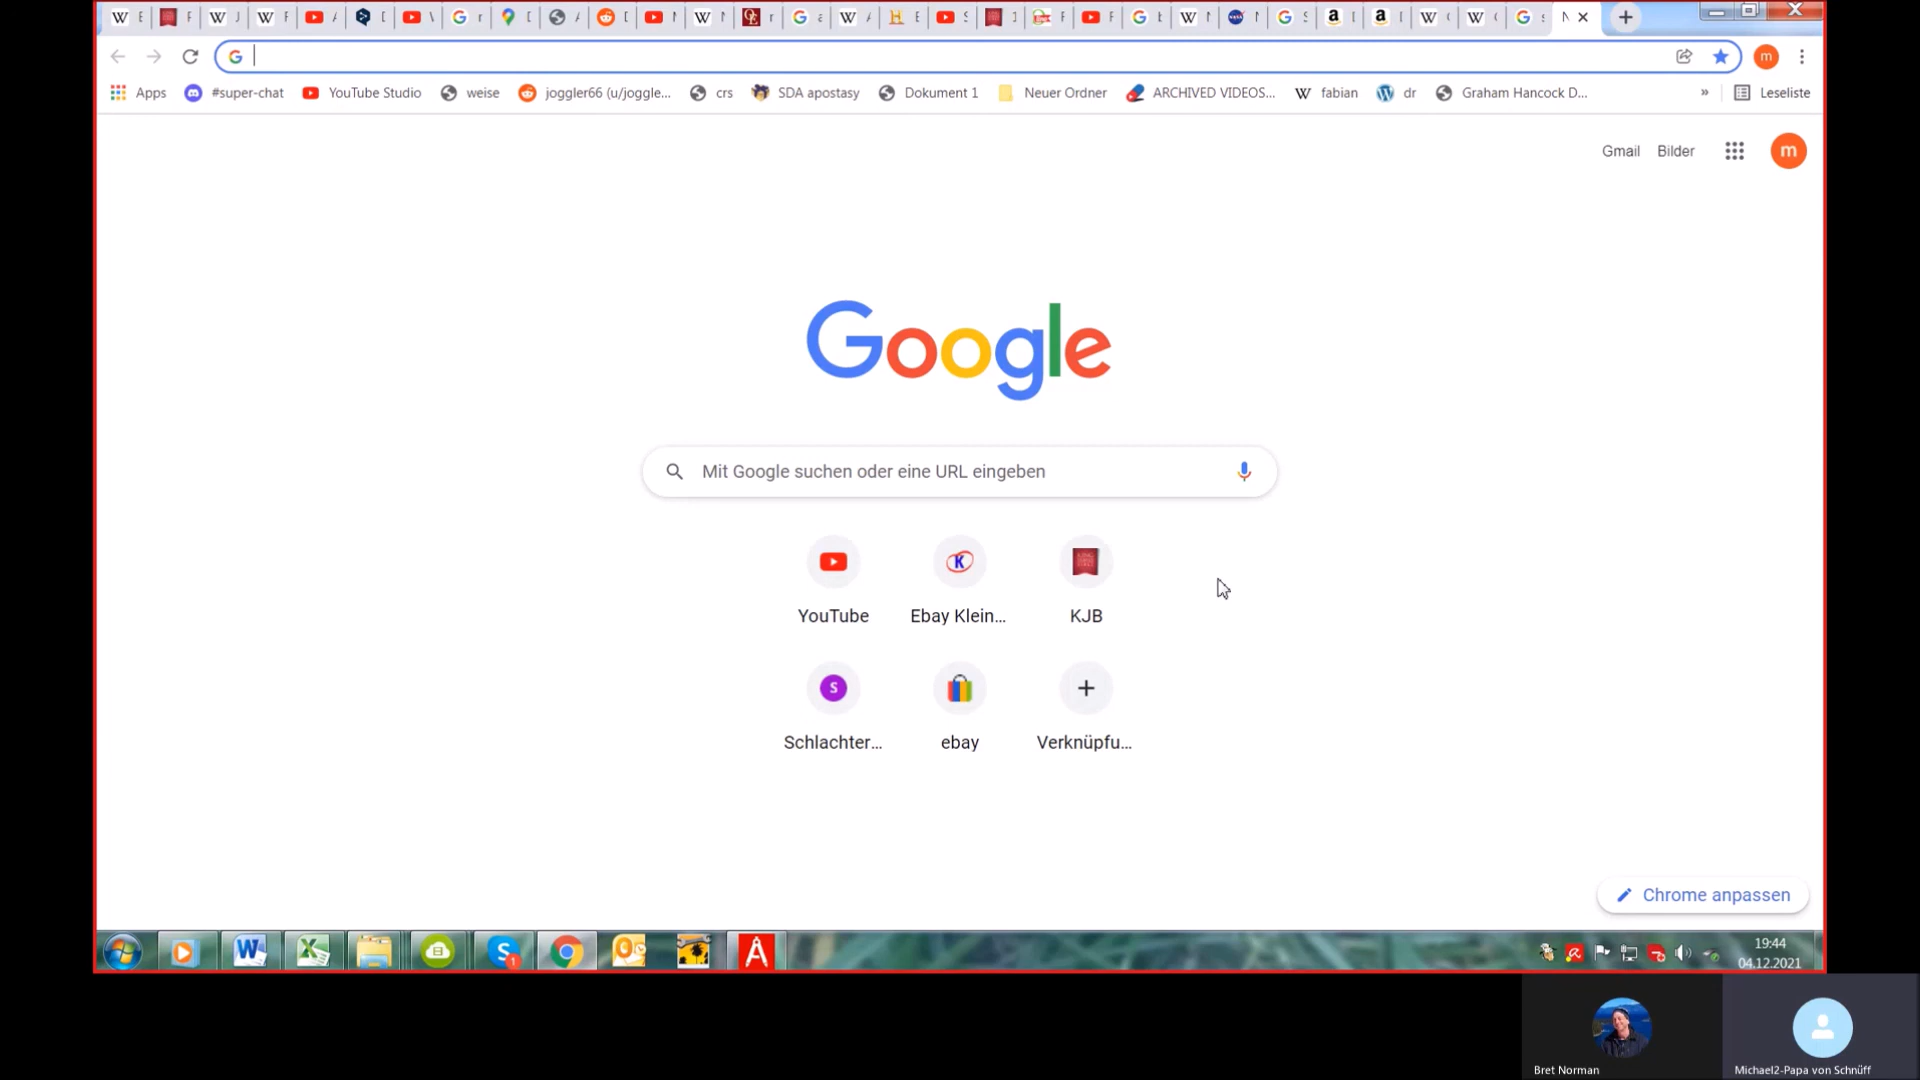 Apps #super-chat YouTube Studio weise joggler66 (u/joggle... crs SDA apostasy Dokument 1 Neuer Ordner ARCHIVED VIDEOS... fabian dr Graham Hancock D... » Leseliste
Gmail Bilder m
Google
Mit Google suchen oder eine URL eingeben
YouTube Ebay Klein... KJB
Schlachter... ebay Verknüpfu...
Chrome anpassen
19:44
04.12.2021
Bret Norman Michael2-Papa von Schnüff